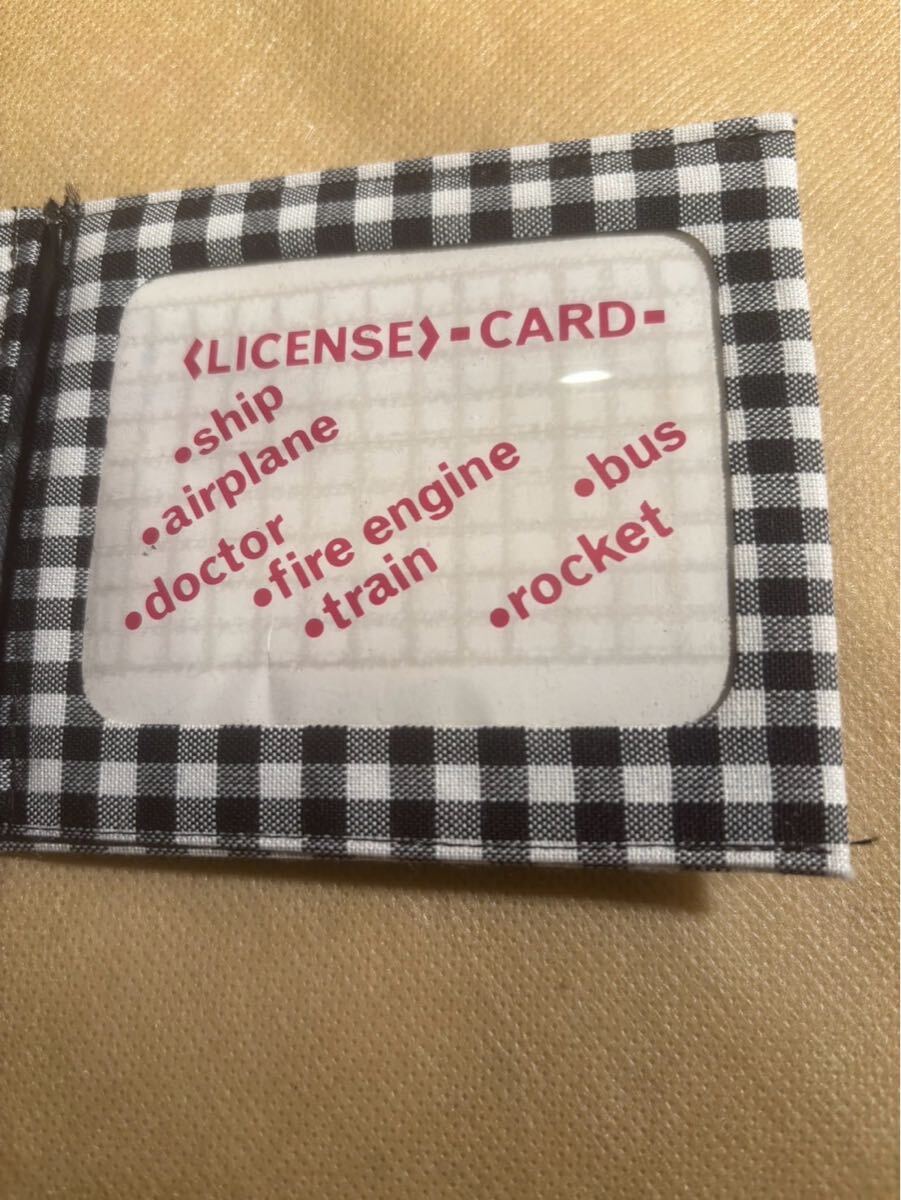 《LICENSE》-CARD-
•ship
•airplane
•doctor
•fire engine
•train
•bus
•rocket